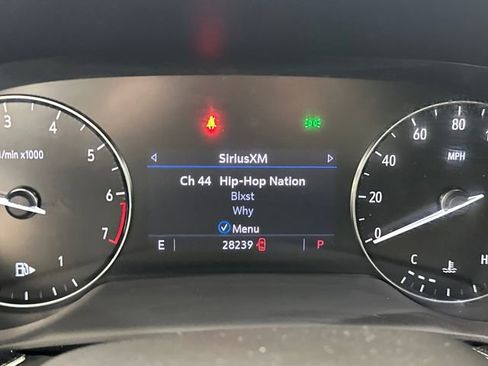 SiriusXM
Ch 44 Hip-Hop Nation
Blxst
Why
Menu
E 28239 P
3
4
5
6
7
/min x1000
0
20
40
60
80
MPH
C H